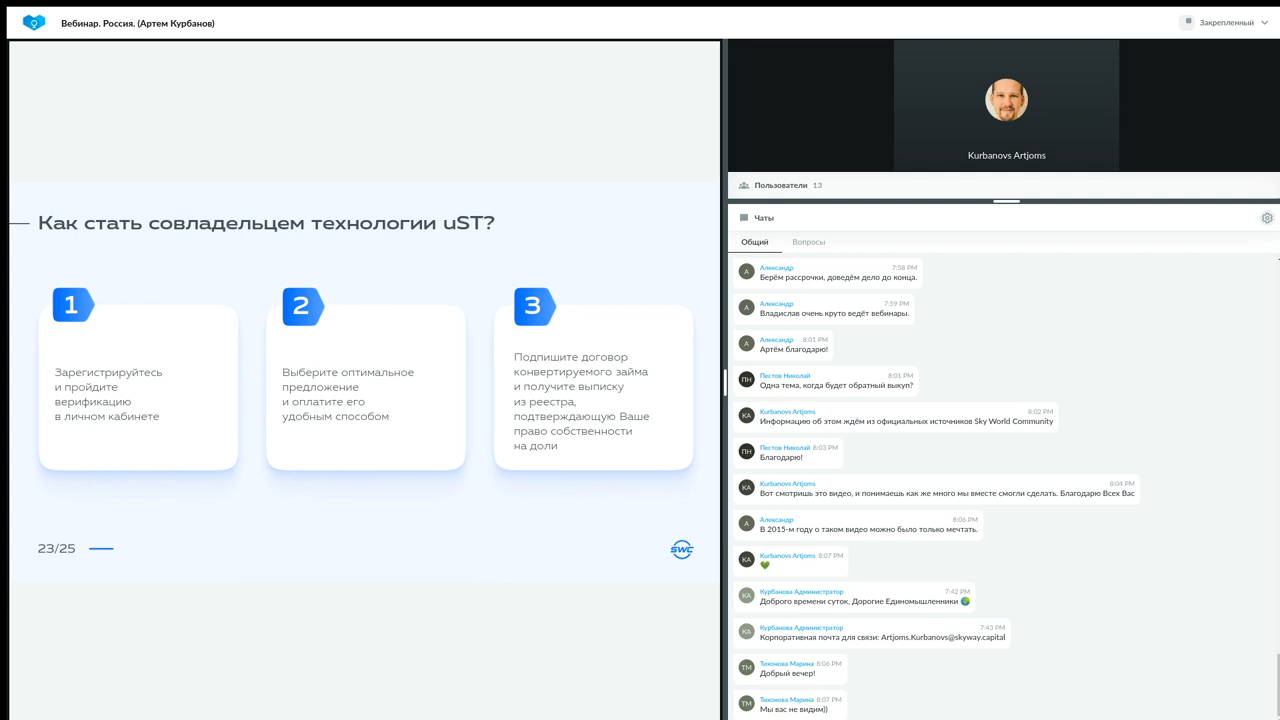 Вебинар. Россия. (Артем Курбанов)
Закрепленный
Как стать совладельцем технологии uST?
1
Зарегистрируйтесь
и пройдите
верификацию
в личном кабинете
2
Выберите оптимальное
предложение
и оплатите его
удобным способом
3
Подпишите договор
конвертируемого займа
и получите выписку
из реестра,
подтверждающую Ваше
право собственности
на доли
23/25
SWC
Kurbanovs Artjoms
Пользователи 13
Чаты
Общий Вопросы
А Александр 7:58 PM
Берём рассрочки, доведём дело до конца.
А Александр 7:59 PM
Владислав очень круто ведёт вебинары.
А Александр 8:01 PM
Артём благодарю!
ПН Пестов Николай 8:01 PM
Одна тема, когда будет обратный выкуп?
KA Kurbanovs Artjoms 8:02 PM
Информацию об этом ждём из официальных источников Sky World Community
ПН Пестов Николай 8:03 PM
Благодарю!
KA Kurbanovs Artjoms 8:04 PM
Вот смотришь это видео, и понимаешь как же много мы вместе смогли сделать. Благодарю Всех Вас
А Александр 8:06 PM
В 2015-м году о таком видео можно было только мечтать.
KA Kurbanovs Artjoms 8:07 PM
💚
КА Курбанова Администратор 7:42 PM
Доброго времени суток, Дорогие Единомышленники 🌍
КА Курбанова Администратор 7:43 PM
Корпоративная почта для связи: Artjoms.Kurbanovs@skyway.capital
ТМ Тихонова Марина 8:06 PM
Добрый вечер!
ТМ Тихонова Марина 8:07 PM
Мы вас не видим))